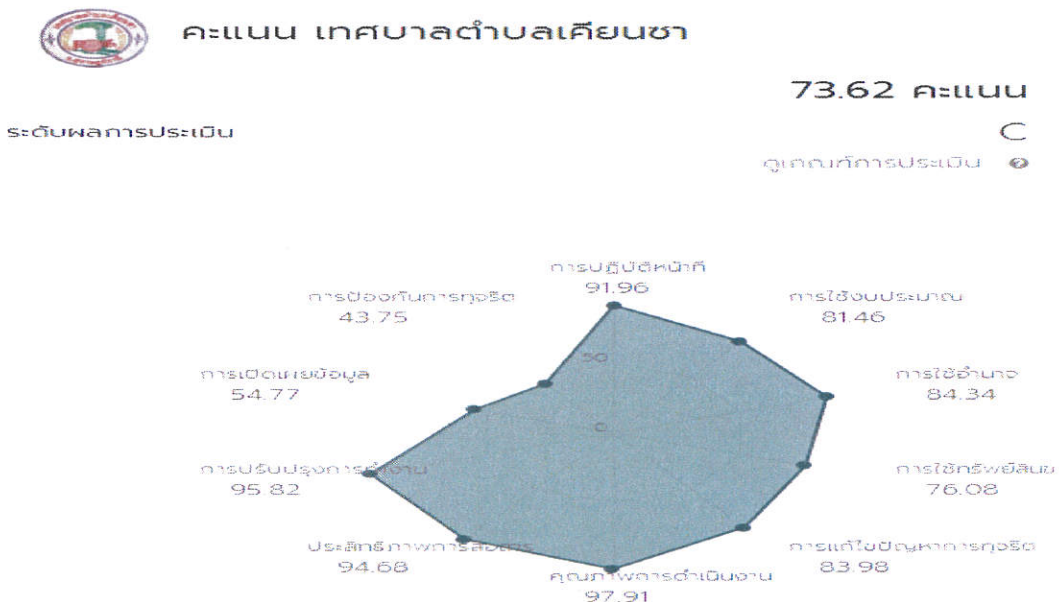 คะแนน เทศบาลตำบลเคียนซา
73.62 คะแนน
ระดับผลการประเมิน
C
ดูเกณฑ์การประเมิน
การปฏิบัติหน้าที่
91.96
การป้องกันการทุจริต
43.75
การใช้งบประมาณ
81.46
50
การเปิดเผยข้อมูล
54.77
การใช้อำนาจ
84.34
0
การปรับปรุงการทำงาน
95.82
การใช้ทรัพย์สินข
76.08
ประสิทธิภาพการสื่อสาร
94.68
การแก้ไขปัญหาการทุจริต
83.98
คุณภาพการดำเนินงาน
97.91